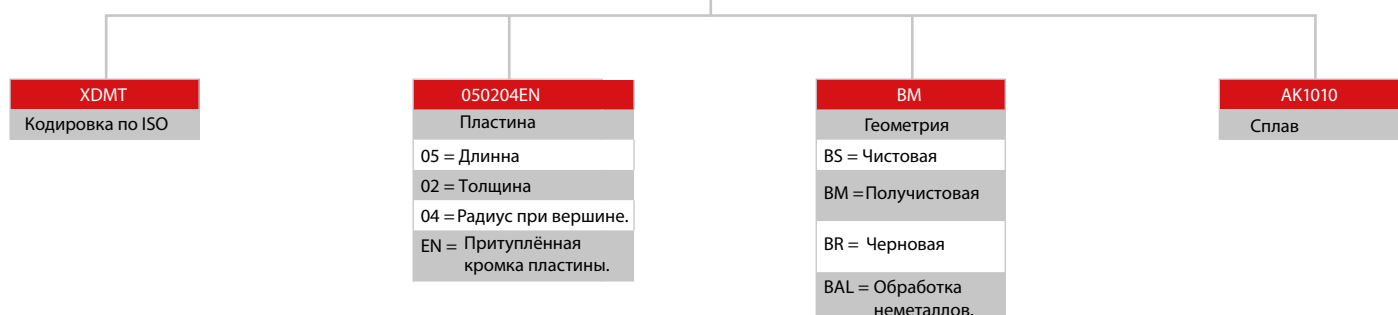 XDMT
Кодировка по ISO
050204EN
Пластина
05 = Длинна
02 = Толщина
04 = Радиус при вершине.
EN = Притуплённая
кромка пластины.
BM
Геометрия
BS = Чистовая
BM = Получистовая
BR = Черновая
BAL = Обработка
неметаллов.
AK1010
Сплав